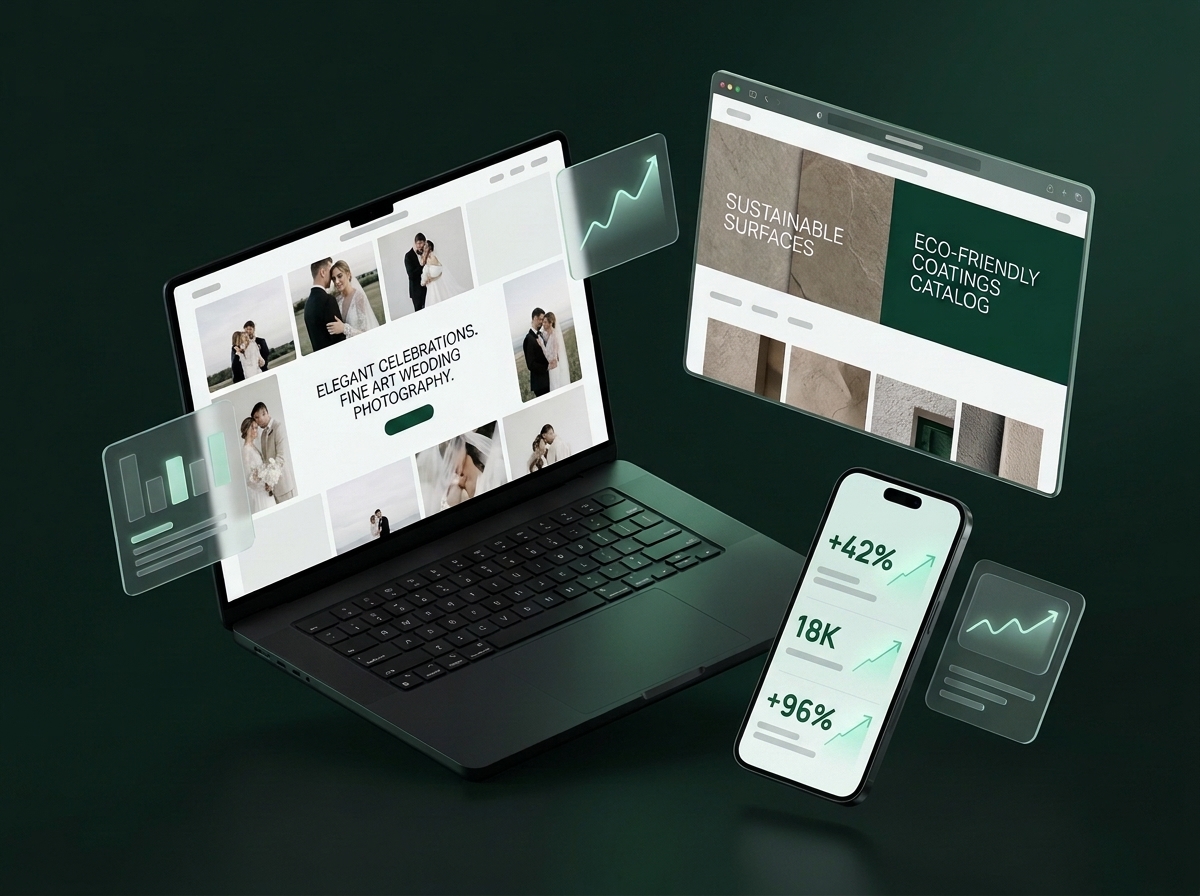 ELEGANT CELEBRATIONS.
FINE ART WEDDING
PHOTOGRAPHY.
SUSTAINABLE
SURFACES
ECO-FRIENDLY
COATINGS
CATALOG
+42%
18K
+96%